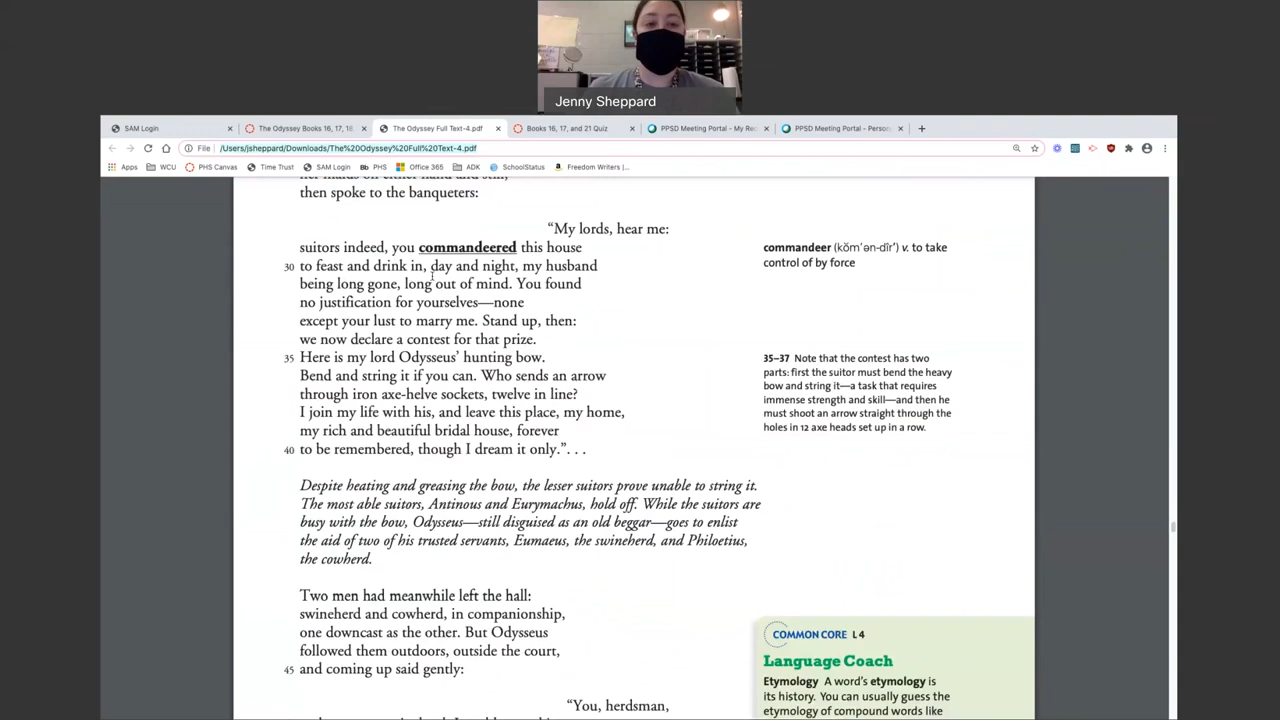 Jenny Sheppard
SAM Login
The Odyssey Books 16, 17, 18,
The Odyssey Full Text-4.pdf
Books 16, 17, and 21 Quiz
PPSD Meeting Portal - My Re
PPSD Meeting Portal - Person
File
/Users/jsheppard/Downloads/The%20Odyssey%20Full%20Text-4.pdf
Apps WCU PHS Canvas Time Trust SAM Login Bb PHS Office 365 ADK SchoolStatus Freedom Writers |...
her maids on either hand and still,
then spoke to the banqueters:
“My lords, hear me:
suitors indeed, you commandeered this house
30 to feast and drink in, day and night, my husband
being long gone, long out of mind. You found
no justification for yourselves—none
except your lust to marry me. Stand up, then:
we now declare a contest for that prize.
35 Here is my lord Odysseus’ hunting bow.
Bend and string it if you can. Who sends an arrow
through iron axe-helve sockets, twelve in line?
I join my life with his, and leave this place, my home,
my rich and beautiful bridal house, forever
40 to be remembered, though I dream it only.”. . .
commandeer (kŏmʹən-dîrʹ) v. to take
control of by force
35–37 Note that the contest has two
parts: first the suitor must bend the heavy
bow and string it—a task that requires
immense strength and skill—and then he
must shoot an arrow straight through the
holes in 12 axe heads set up in a row.
Despite heating and greasing the bow, the lesser suitors prove unable to string it.
The most able suitors, Antinous and Eurymachus, hold off. While the suitors are
busy with the bow, Odysseus—still disguised as an old beggar—goes to enlist
the aid of two of his trusted servants, Eumaeus, the swineherd, and Philoetius,
the cowherd.
Two men had meanwhile left the hall:
swineherd and cowherd, in companionship,
one downcast as the other. But Odysseus
followed them outdoors, outside the court,
45 and coming up said gently:
“You, herdsman,
COMMON CORE L 4
Language Coach
Etymology A word’s etymology is
its history. You can usually guess the
etymology of compound words like